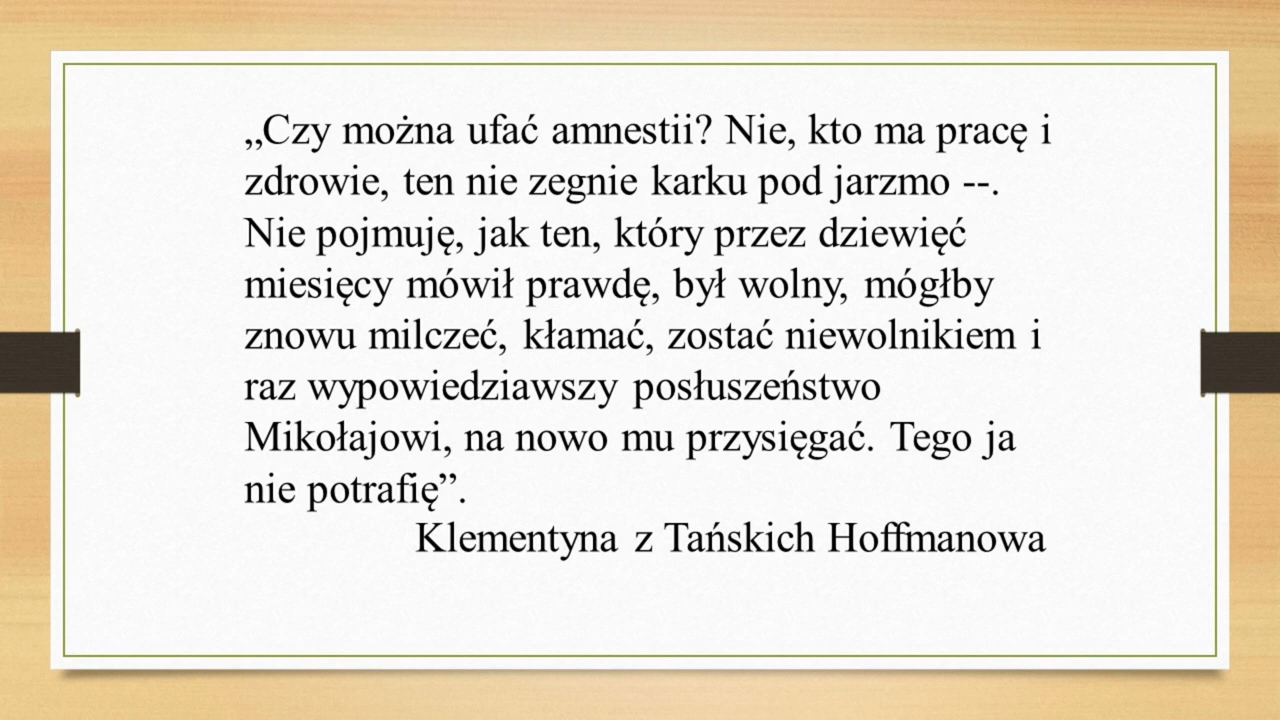 „Czy można ufać amnestii? Nie, kto ma pracę i
zdrowie, ten nie zegnie karku pod jarzmo --.
Nie pojmuję, jak ten, który przez dziewięć
miesięcy mówił prawdę, był wolny, mógłby
znowu milczeć, kłamać, zostać niewolnikiem i
raz wypowiedziawszy posłuszeństwo
Mikołajowi, na nowo mu przysięgać. Tego ja
nie potrafię”.
Klementyna z Tańskich Hoffmanowa